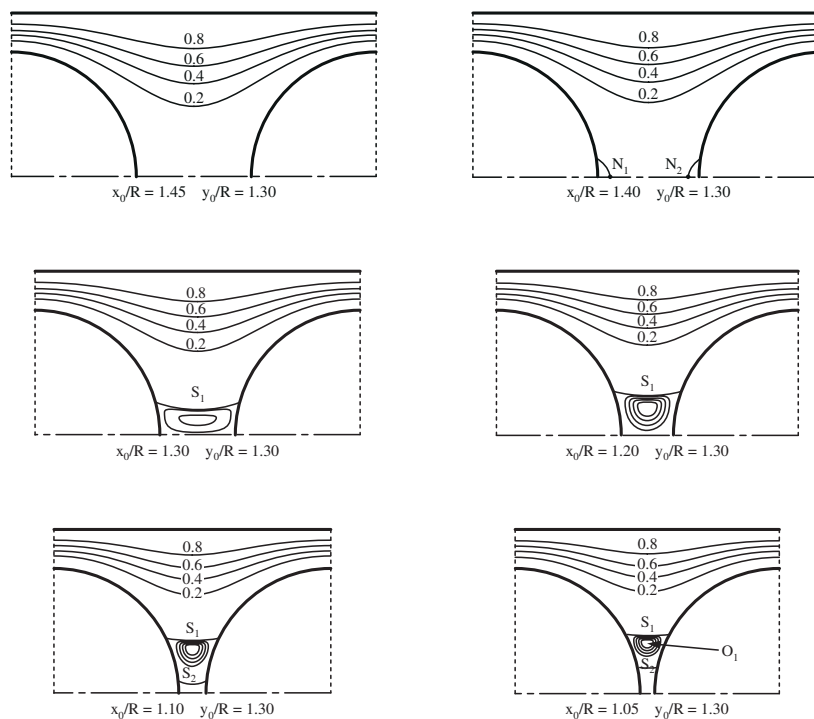 0.8
0.6
0.4
0.2
x₀/R = 1.45 y₀/R = 1.30
0.8
0.6
0.4
0.2
N₁ N₂
x₀/R = 1.40 y₀/R = 1.30
0.8
0.6
0.4
0.2
S₁
x₀/R = 1.30 y₀/R = 1.30
0.8
0.6
0.4
0.2
S₁
x₀/R = 1.20 y₀/R = 1.30
0.8
0.6
0.4
0.2
S₁
S₂
x₀/R = 1.10 y₀/R = 1.30
0.8
0.6
0.4
0.2
S₁
O₁
S₂
x₀/R = 1.05 y₀/R = 1.30